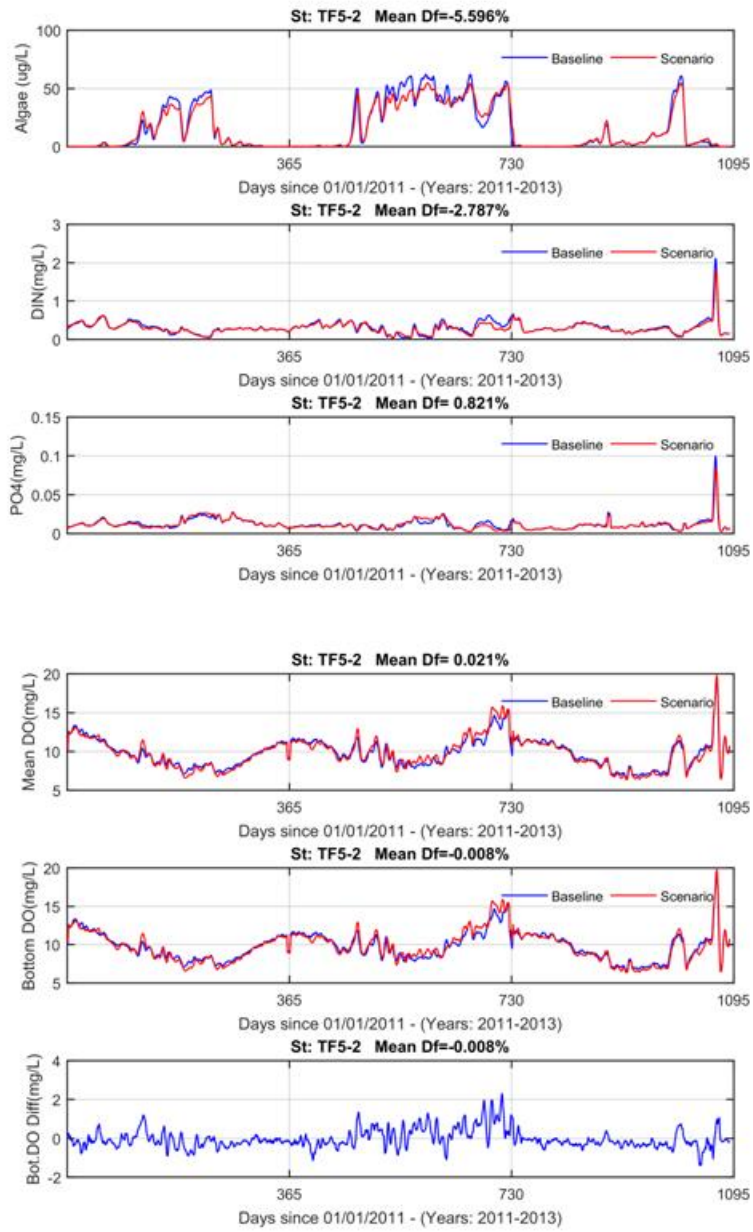 St: TF5-2 Mean Df=-5.596%
100
Baseline Scenario
50
0
Algae (ug/L)
365 730 1095
Days since 01/01/2011 - (Years: 2011-2013)
St: TF5-2 Mean Df=-2.787%
3
Baseline Scenario
2
1
0
DIN(mg/L)
365 730 1095
Days since 01/01/2011 - (Years: 2011-2013)
St: TF5-2 Mean Df= 0.821%
0.15
Baseline Scenario
0.1
0.05
0
PO4(mg/L)
365 730 1095
Days since 01/01/2011 - (Years: 2011-2013)
St: TF5-2 Mean Df= 0.021%
20
Baseline Scenario
15
10
5
Mean DO(mg/L)
365 730 1095
Days since 01/01/2011 - (Years: 2011-2013)
St: TF5-2 Mean Df=-0.008%
20
Baseline Scenario
15
10
5
Bottom DO(mg/L)
365 730 1095
Days since 01/01/2011 - (Years: 2011-2013)
St: TF5-2 Mean Df=-0.008%
4
2
0
-2
Bot.DO Diff(mg/L)
365 730 1095
Days since 01/01/2011 - (Years: 2011-2013)